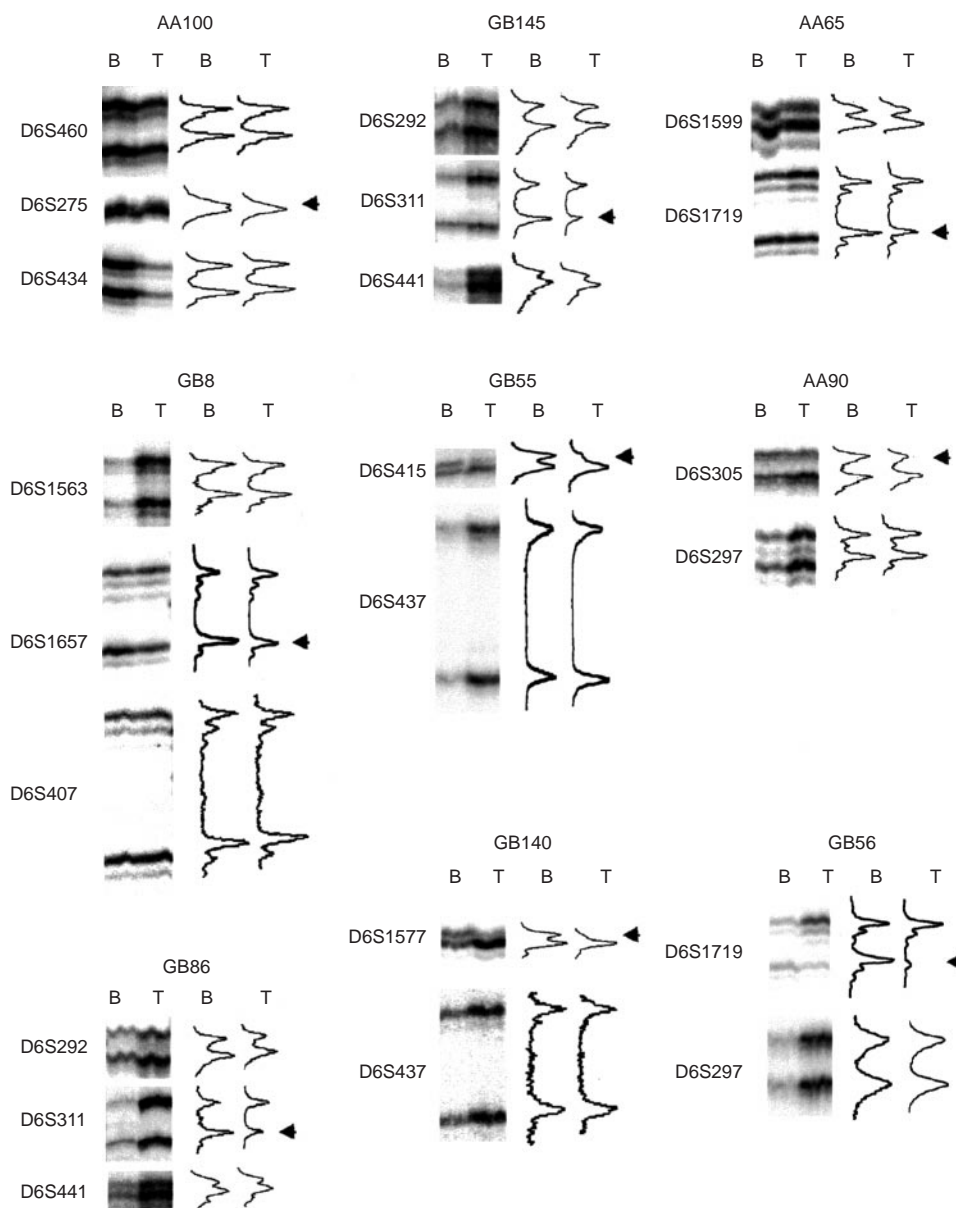 AA100
B T B T
D6S460
D6S275
D6S434
GB145
B T B T
D6S292
D6S311
D6S441
AA65
B T B T
D6S1599
D6S1719
GB8
B T B T
D6S1563
D6S1657
D6S407
GB55
B T B T
D6S415
D6S437
AA90
B T B T
D6S305
D6S297
GB86
B T B T
D6S292
D6S311
D6S441
GB140
B T B T
D6S1577
D6S437
GB56
B T B T
D6S1719
D6S297